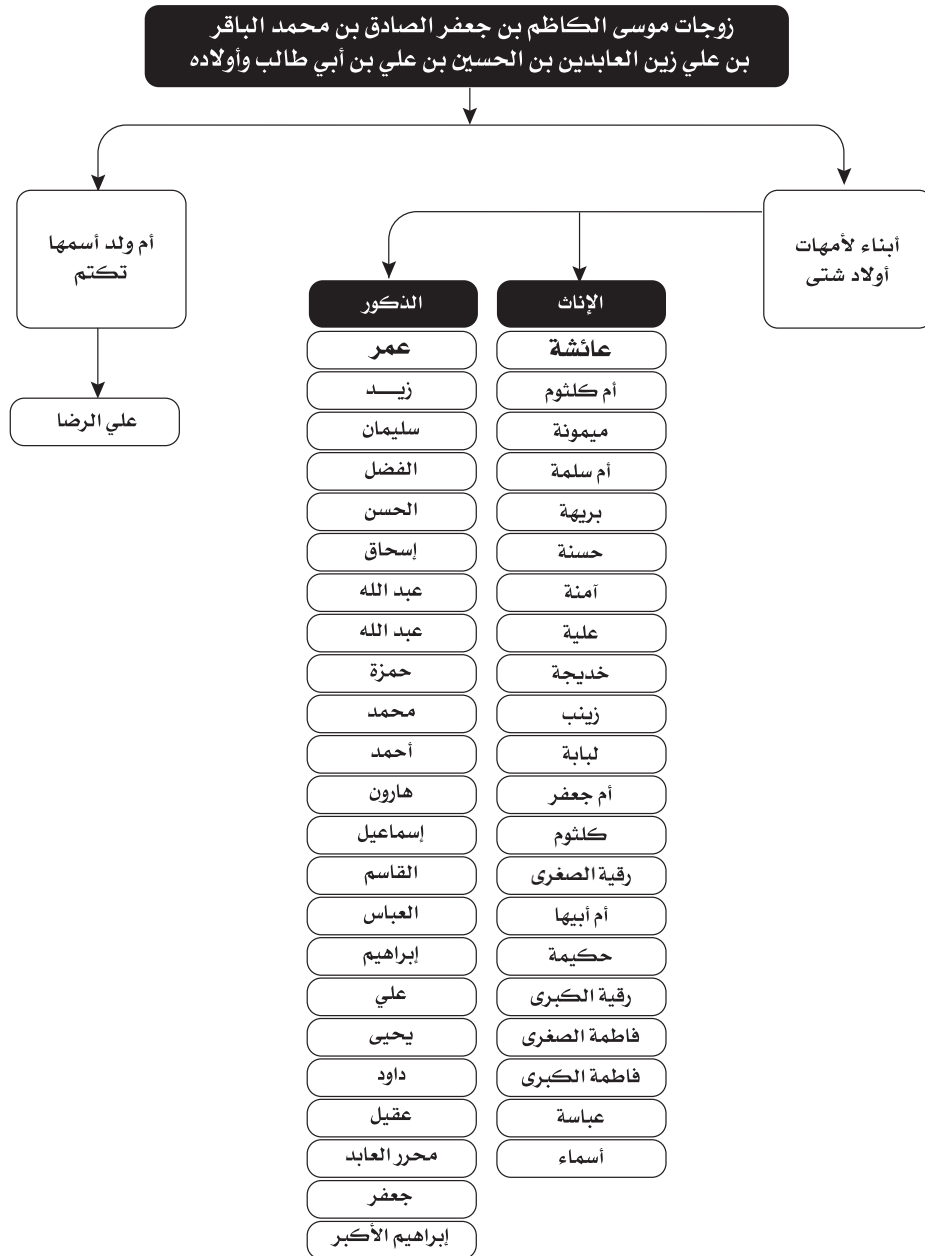 زوجات موسى الكاظم بن جعفر الصادق بن محمد الباقر
بن علي زين العابدين بن الحسين بن علي بن أبي طالب وأولاده
أبناء لأمهات
أولاد شتى
أم ولد أسمها
تكتم
علي الرضا
الإناث
عائشة
أم كلثوم
ميمونة
أم سلمة
بريهة
حسنة
آمنة
علية
خديجة
زينب
لبابة
أم جعفر
كلثوم
رقية الصغرى
أم أبيها
حكيمة
رقية الكبرى
فاطمة الصغرى
فاطمة الكبرى
عباسة
أسماء
الذكور
عمر
زيـــد
سليمان
الفضل
الحسن
إسحاق
عبد الله
عبد الله
حمزة
محمد
أحمد
هارون
إسماعيل
القاسم
العباس
إبراهيم
علي
يحيى
داود
عقيل
محرر العابد
جعفر
إبراهيم الأكبر